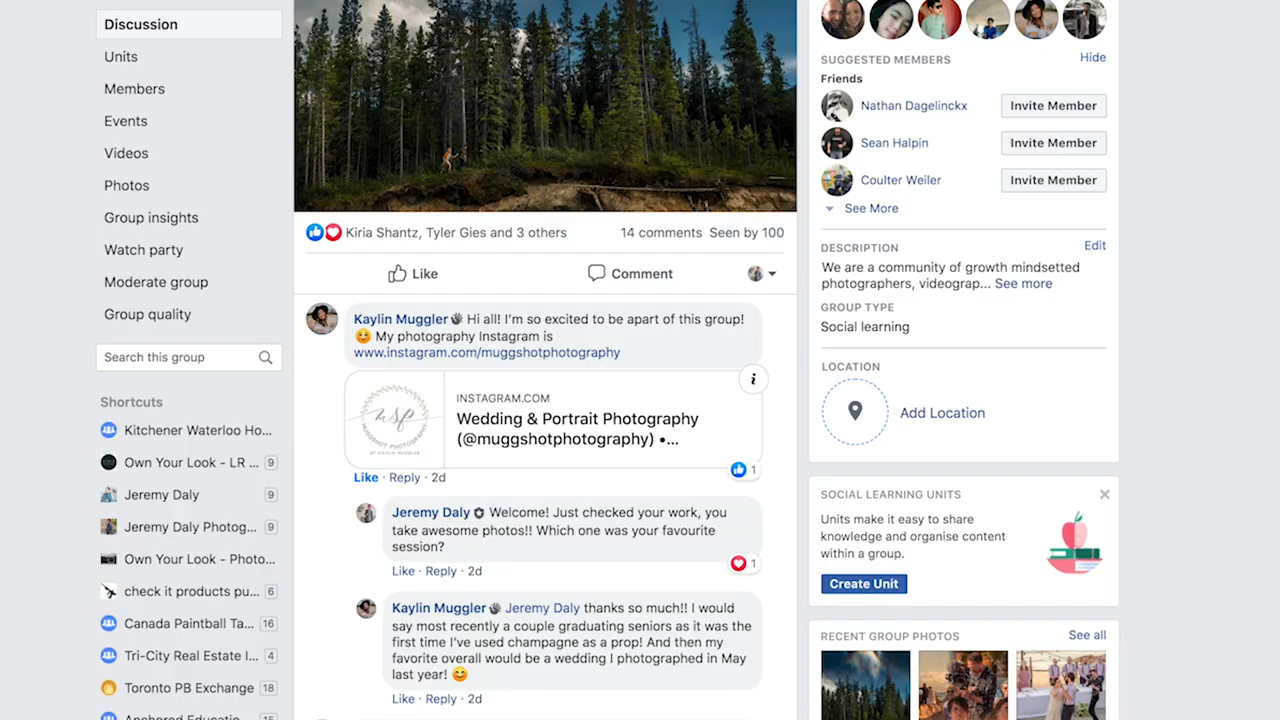 Discussion
Units
Members
Events
Videos
Photos
Group insights
Watch party
Moderate group
Group quality
Search this group
Shortcuts
Kitchener Waterloo Ho...
Own Your Look - LR ... 9
Jeremy Daly 9
Jeremy Daly Photog... 9
Own Your Look - Photo...
check it products pu... 6
Canada Paintball Ta... 16
Tri-City Real Estate I... 4
Toronto PB Exchange 18
Kiria Shantz, Tyler Gies and 3 others 14 comments Seen by 100
Like Comment
Kaylin Muggler Hi all! I'm so excited to be apart of this group!
😊 My photography Instagram is
www.instagram.com/muggshotphotography
msp
MUGGSHOT PHOTOGRAPHY
BY KAITLIN MUGGLER
INSTAGRAM.COM
Wedding & Portrait Photography
(@muggshotphotography) •...
1
Like · Reply · 2d
Jeremy Daly Welcome! Just checked your work, you
take awesome photos!! Which one was your favourite
session?
1
Like · Reply · 2d
Kaylin Muggler Jeremy Daly thanks so much!! I would
say most recently a couple graduating seniors as it was the
first time I've used champagne as a prop! And then my
favorite overall would be a wedding I photographed in May
last year! 😊
Like · Reply · 2d
SUGGESTED MEMBERS Hide
Friends
Nathan Dagelinckx Invite Member
Sean Halpin Invite Member
Coulter Weiler Invite Member
See More
DESCRIPTION Edit
We are a community of growth mindsetted
photographers, videograp... See more
GROUP TYPE
Social learning
LOCATION
Add Location
SOCIAL LEARNING UNITS
Units make it easy to share
knowledge and organise content
within a group.
Create Unit
RECENT GROUP PHOTOS See all